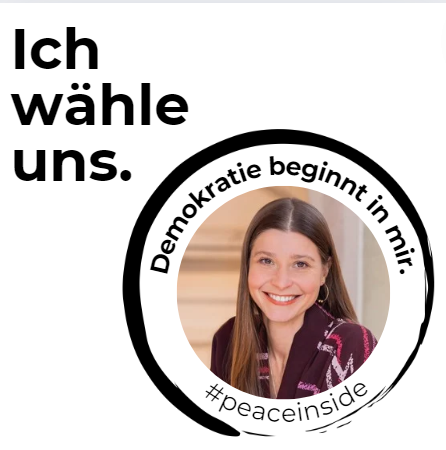 Ich
wähle
uns.
Demokratie beginnt in mir.
#peaceinside